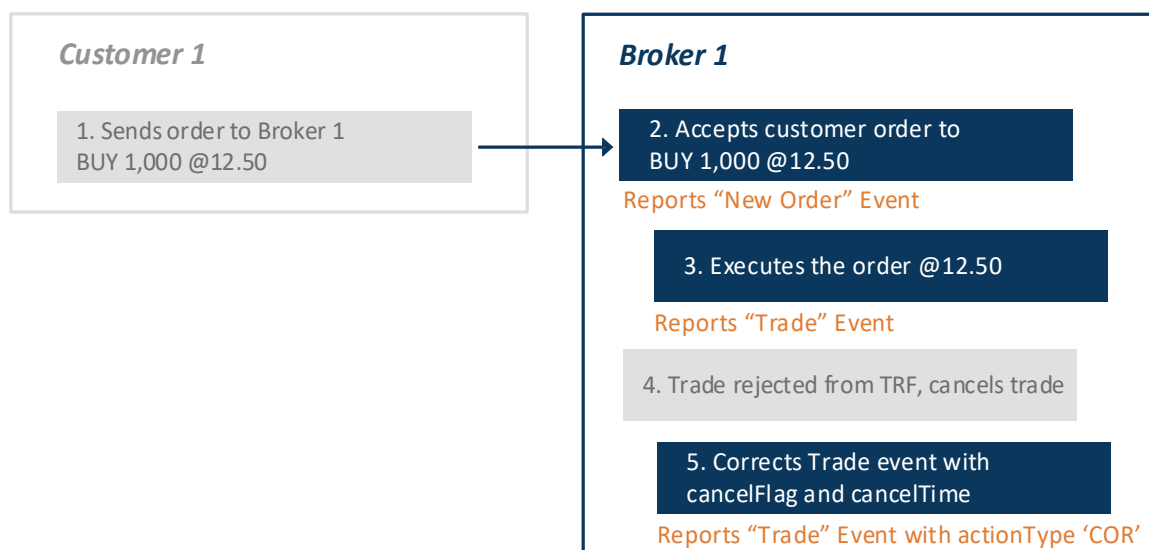 Customer 1
1. Sends order to Broker 1
BUY 1,000 @12.50
Broker 1
2. Accepts customer order to
BUY 1,000 @12.50
Reports “New Order” Event
3. Executes the order @12.50
Reports “Trade” Event
4. Trade rejected from TRF, cancels trade
5. Corrects Trade event with
cancelFlag and cancelTime
Reports “Trade” Event with actionType ‘COR’